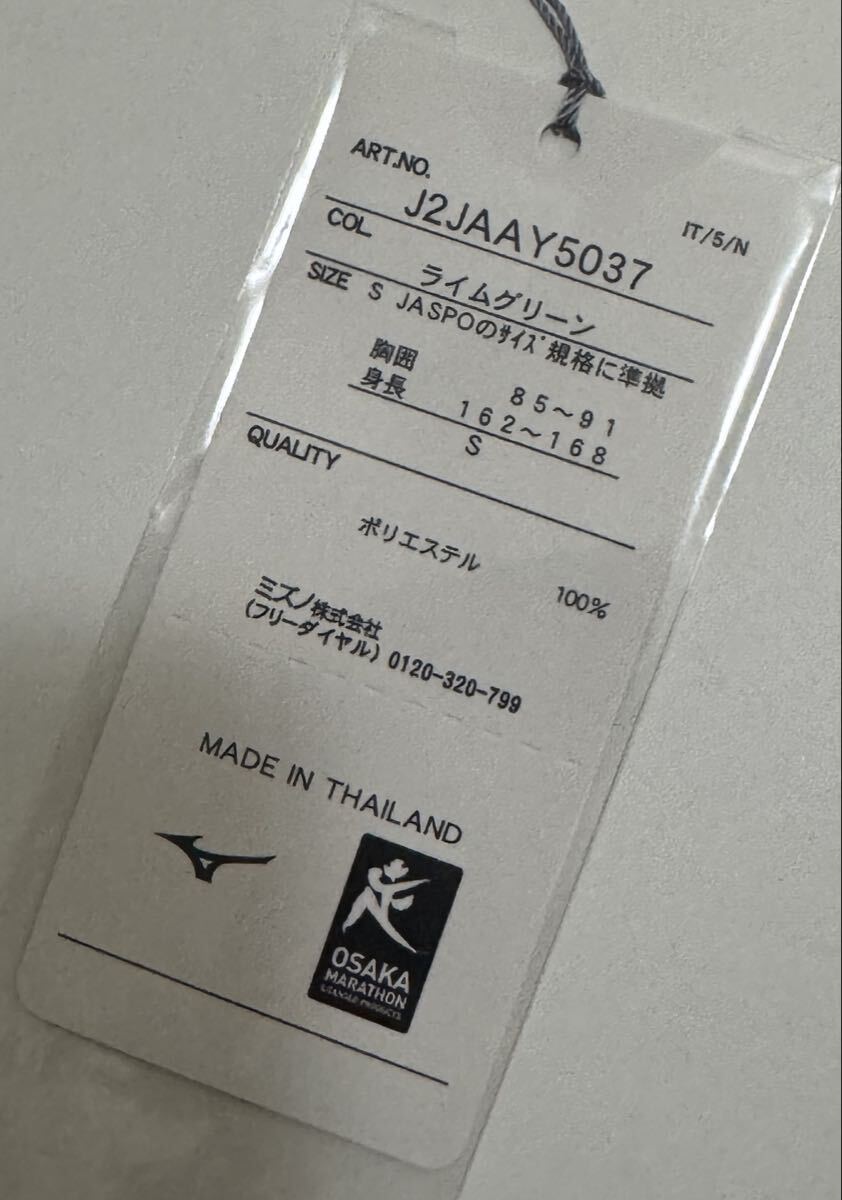 ART.NO.
J2JAAY5037
IT/5/N
COL.
ライムグリーン
SIZE S JASPOのｻｲｽﾞ規格に準拠
胸囲 85～91
身長 162～168
S
QUALITY
ポリエステル 100%
ミズノ株式会社
(フリーダイヤル) 0120-320-799
MADE IN THAILAND
OSAKA
MARATHON